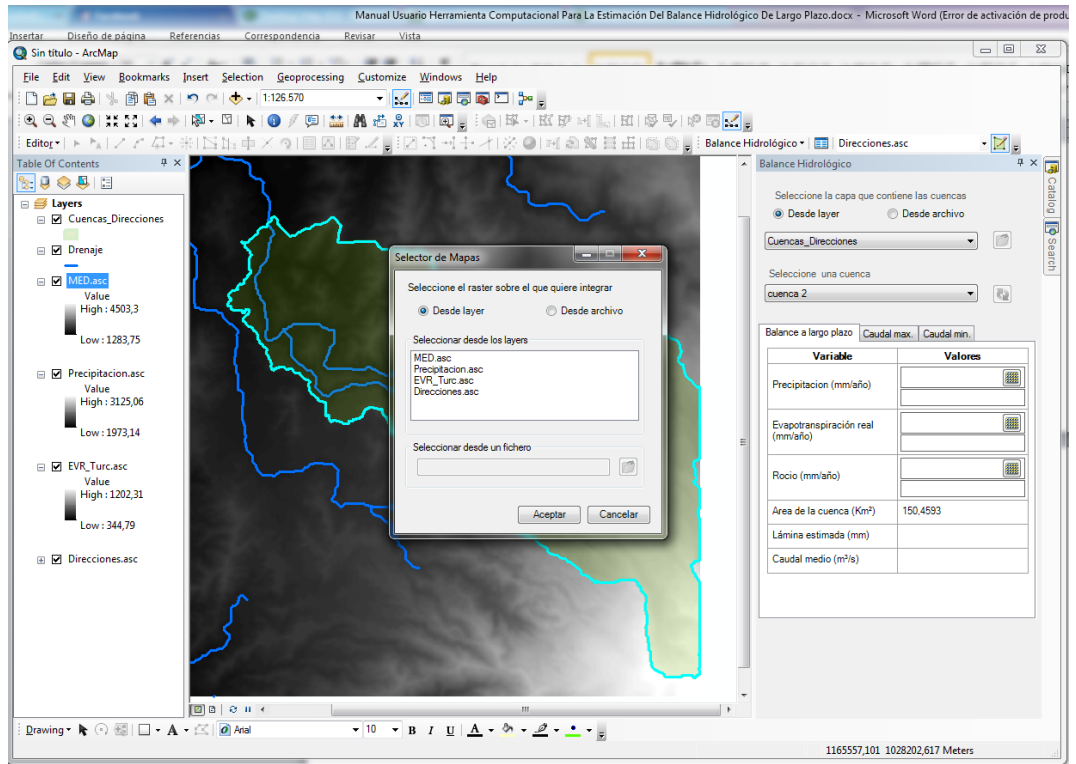 Manual Usuario Herramienta Computacional Para La Estimación Del Balance Hidrológico De Largo Plazo.docx - Microsoft Word (Error de activación de produ
Insertar Diseño de página Referencias Correspondencia Revisar Vista
Sin título - ArcMap
File Edit View Bookmarks Insert Selection Geoprocessing Customize Windows Help
1:126.570
Editor Balance Hidrológico Direcciones.asc
Table Of Contents
Layers
Cuencas_Direcciones
Drenaje
MED.asc
Value
High : 4503,3
Low : 1283,75
Precipitacion.asc
Value
High : 3125,06
Low : 1973,14
EVR_Turc.asc
Value
High : 1202,31
Low : 344,79
Direcciones.asc
Selector de Mapas
Seleccione el raster sobre el que quiere integrar
Desde layer Desde archivo
Seleccionar desde los layers
MED.asc
Precipitacion.asc
EVR_Turc.asc
Direcciones.asc
Seleccionar desde un fichero
Aceptar Cancelar
Balance Hidrológico
Seleccione la capa que contiene las cuencas
Desde layer Desde archivo
Cuencas_Direcciones
Seleccione una cuenca
cuenca 2
Balance a largo plazo Caudal max. Caudal min.
Variable Valores
Precipitacion (mm/año)
Evapotranspiración real
(mm/año)
Rocio (mm/año)
Area de la cuenca (Km²) 150,4593
Lámina estimada (mm)
Caudal medio (m³/s)
Catalog
Search
Drawing A Arial 10 B I U A
1165557,101 1028202,617 Meters